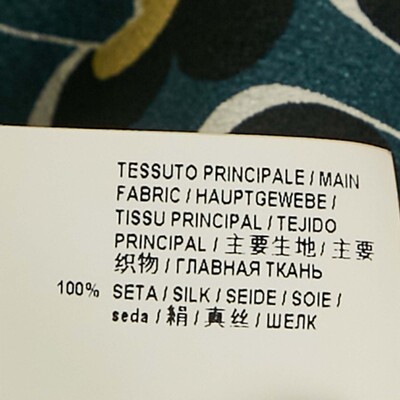 TESSUTO PRINCIPALE / MAIN
FABRIC / HAUPTGEWEBE /
TISSU PRINCIPAL / TEJIDO
PRINCIPAL / 主要生地 / 主要
织物 / ГЛАВНАЯ ТКАНЬ
100% SETA / SILK / SEIDE / SOIE /
seda / 絹 / 真丝 / ШЕЛК